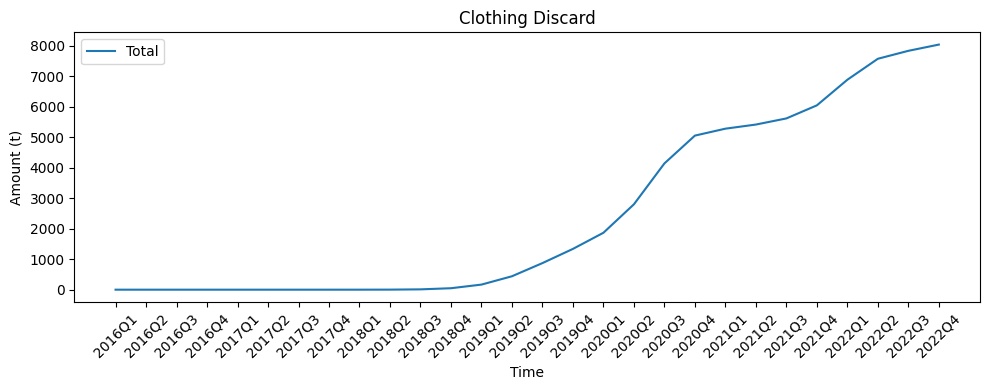 Clothing Discard
Total
Amount (t)
8000
7000
6000
5000
4000
3000
2000
1000
0
2016Q1
2016Q2
2016Q3
2016Q4
2017Q1
2017Q2
2017Q3
2017Q4
2018Q1
2018Q2
2018Q3
2018Q4
2019Q1
2019Q2
2019Q3
2019Q4
2020Q1
2020Q2
2020Q3
2020Q4
2021Q1
2021Q2
2021Q3
2021Q4
2022Q1
2022Q2
2022Q3
2022Q4
Time